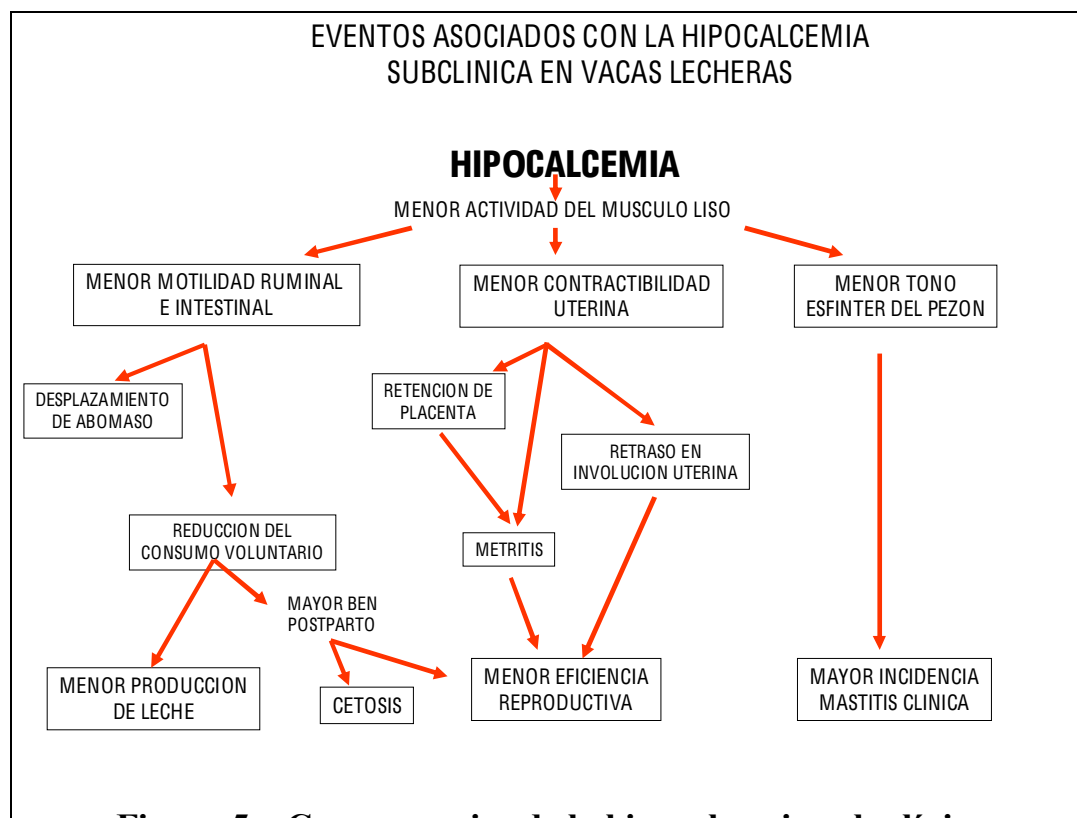 EVENTOS ASOCIADOS CON LA HIPOCALCEMIA
SUBCLINICA EN VACAS LECHERAS
HIPOCALCEMIA
MENOR ACTIVIDAD DEL MUSCULO LISO
MENOR MOTILIDAD RUMINAL
E INTESTINAL
MENOR CONTRACTIBILIDAD
UTERINA
MENOR TONO
ESFINTER DEL PEZON
DESPLAZAMIENTO
DE ABOMASO
RETENCION DE
PLACENTA
RETRASO EN
INVOLUCION UTERINA
REDUCCION DEL
CONSUMO VOLUNTARIO
METRITIS
MAYOR BEN
POSTPARTO
MENOR PRODUCCION
DE LECHE
CETOSIS
MENOR EFICIENCIA
REPRODUCTIVA
MAYOR INCIDENCIA
MASTITIS CLINICA